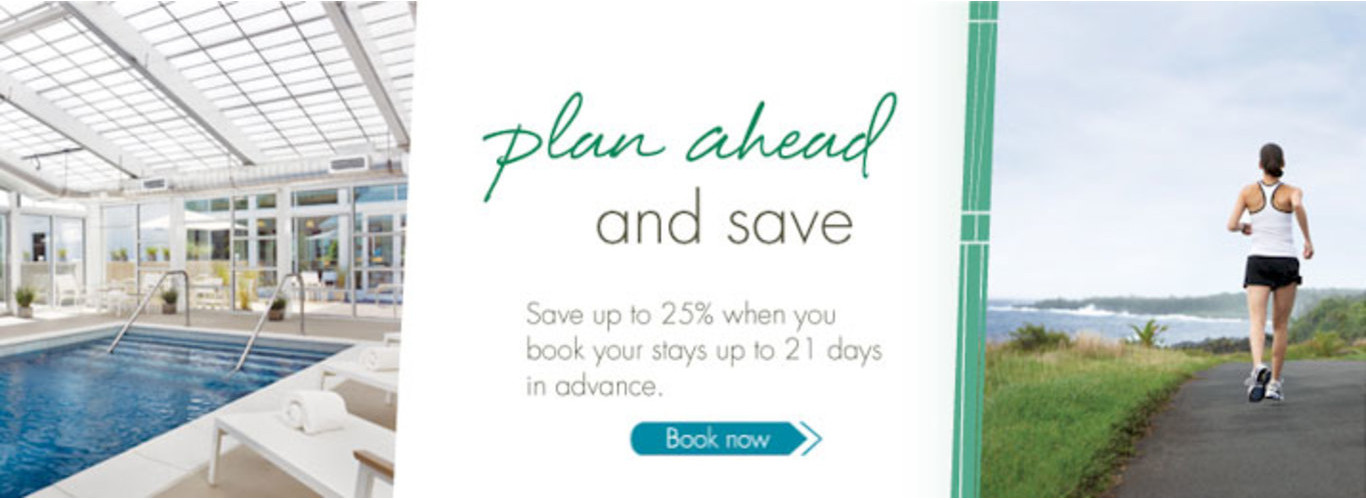 plan ahead
and save
Save up to 25% when you
book your stays up to 21 days
in advance.
Book now